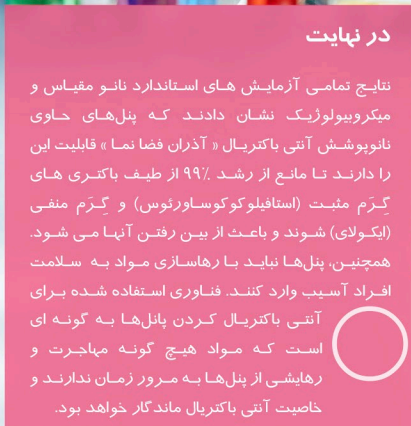 در نهایت
نتایج تمامی آزمایش های استاندارد نانو مقیاس و
میکروبیولوژیک نشان دادند که پنل‌های حاوی
نانوپوشش آنتی باکتریال « آذران فضا نما » قابلیت این
را دارند تا مانع از رشد ۹۹٪ از طیف باکتری های
گرَم مثبت (استافیلوکوکوساورئوس) و گرَم منفی
(ایکولای) شوند و باعث از بین رفتن آنها می شود.
همچنین، پنل‌ها نباید با رهاسازی مواد به سلامت
افراد آسیب وارد کنند. فناوری استفاده شده برای
آنتی باکتریال کردن پانل‌ها به گونه ای
است که مواد هیچ گونه مهاجرت و
رهایشی از پنل‌ها به مرور زمان ندارند و
خاصیت آنتی باکتریال ماندگار خواهد بود.